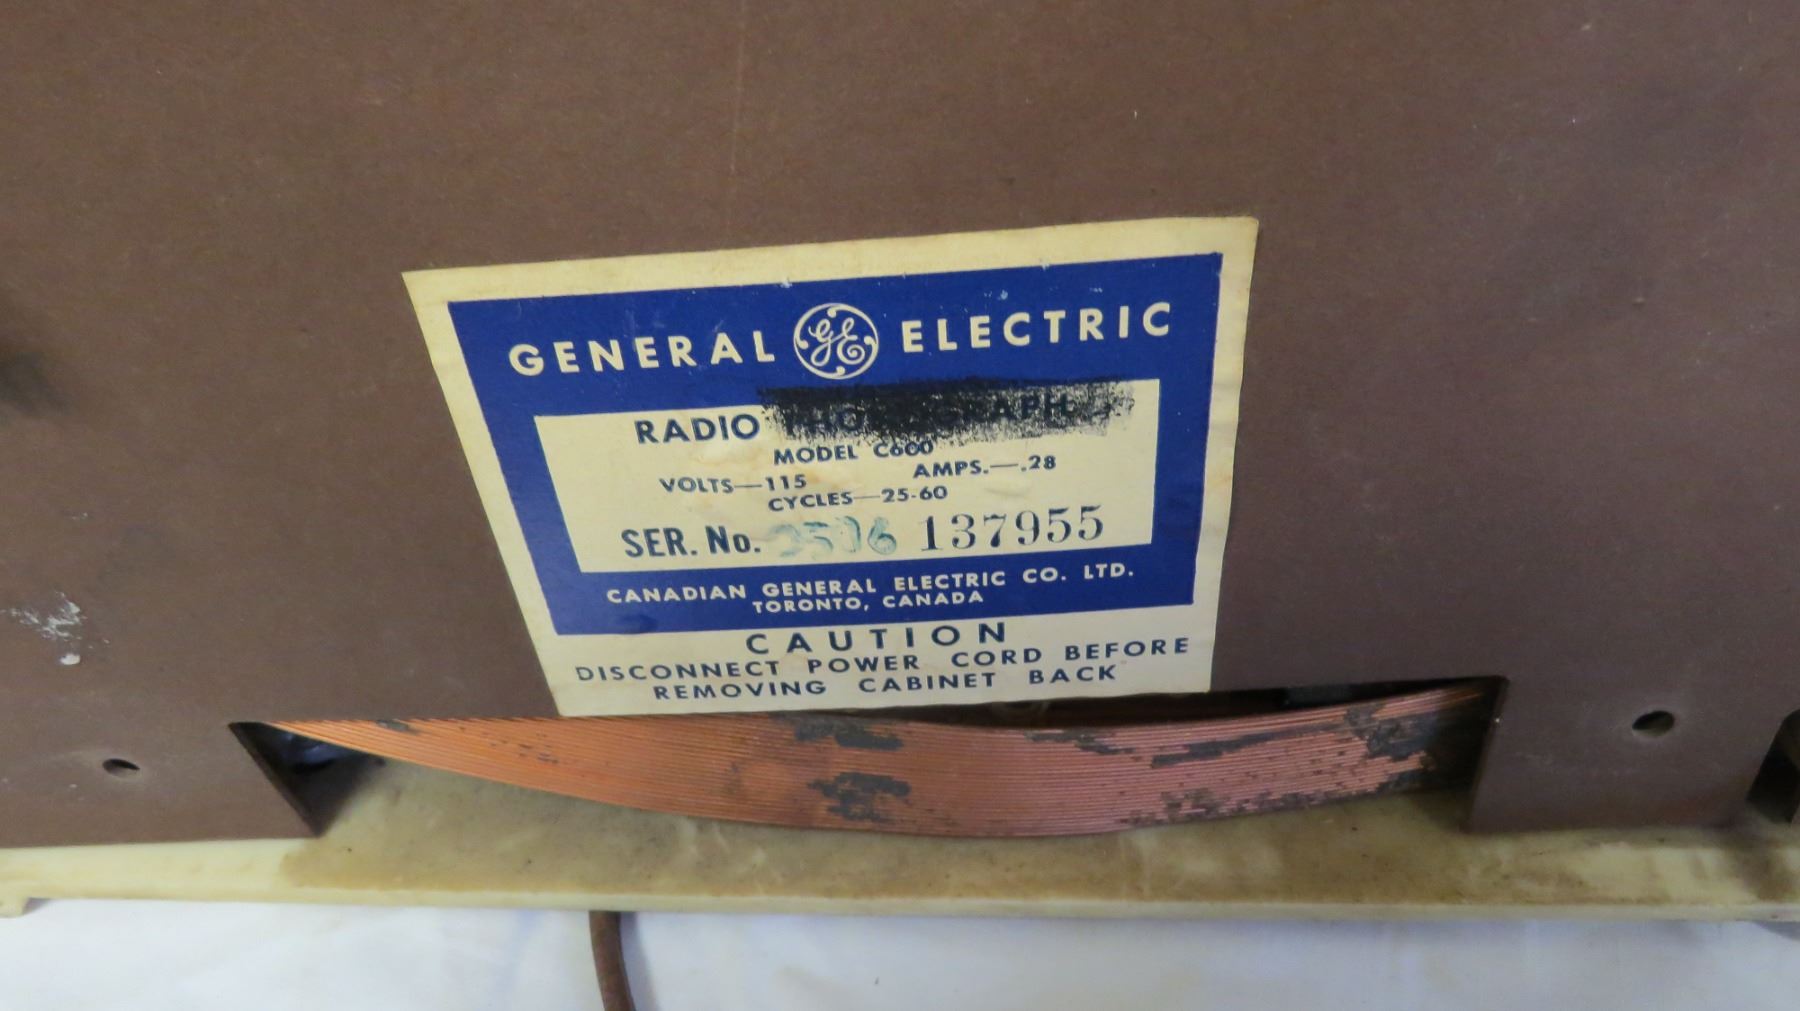 GENERAL GE ELECTRIC
RADIO PHONOGRAPH
MODEL C600
VOLTS—115 AMPS.—.28
CYCLES—25-60
SER. No. 137955
CANADIAN GENERAL ELECTRIC CO. LTD.
TORONTO, CANADA
CAUTION
DISCONNECT POWER CORD BEFORE
REMOVING CABINET BACK